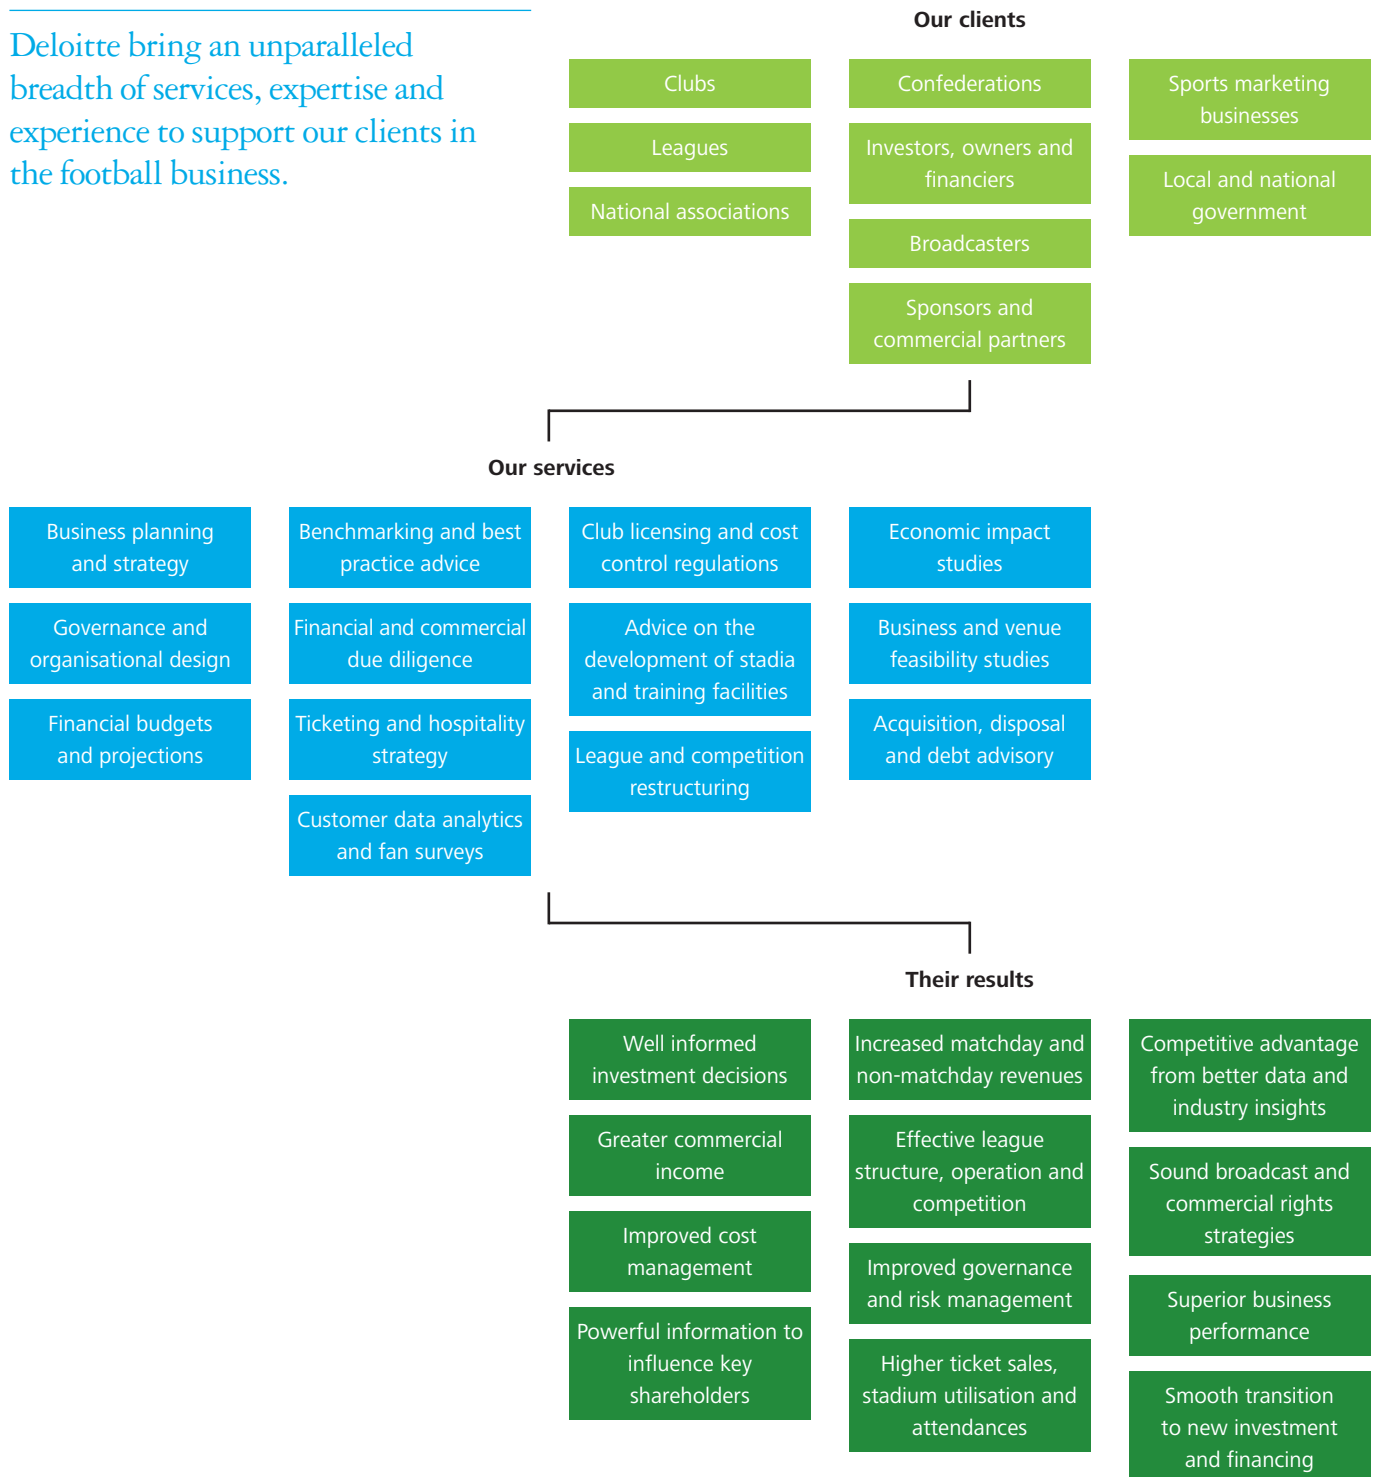 Deloitte bring an unparalleled
breadth of services, expertise and
experience to support our clients in
the football business.
Our clients
Clubs
Leagues
National associations
Confederations
Investors, owners and
financiers
Broadcasters
Sponsors and
commercial partners
Sports marketing
businesses
Local and national
government
Our services
Business planning
and strategy
Governance and
organisational design
Financial budgets
and projections
Benchmarking and best
practice advice
Financial and commercial
due diligence
Ticketing and hospitality
strategy
Customer data analytics
and fan surveys
Club licensing and cost
control regulations
Advice on the
development of stadia
and training facilities
League and competition
restructuring
Economic impact
studies
Business and venue
feasibility studies
Acquisition, disposal
and debt advisory
Their results
Well informed
investment decisions
Greater commercial
income
Improved cost
management
Powerful information to
influence key
shareholders
Increased matchday and
non-matchday revenues
Effective league
structure, operation and
competition
Improved governance
and risk management
Higher ticket sales,
stadium utilisation and
attendances
Competitive advantage
from better data and
industry insights
Sound broadcast and
commercial rights
strategies
Superior business
performance
Smooth transition
to new investment
and financing